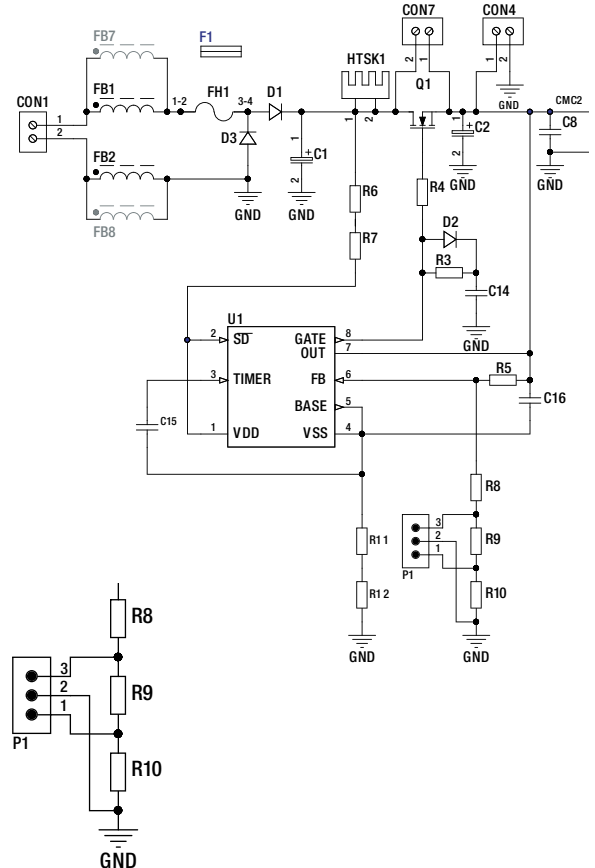 CON7
CON4
FB7
F1
2
1
1
2
HTSK1
Q1
FB1
1-2
FH1
3-4
D1
GND
CMC2
CON1
1
2
1
2
D3
1
C1
2
1
C2
2
C8
FB2
GND
GND
GND
GND
FB8
R6
R4
R7
D2
R3
C14
GND
U1
2
SD
GATE
8
OUT
7
3
TIMER
FB
6
R5
BASE
5
C16
C15
1
VDD
VSS
4
R8
3
2
1
P1
R9
R11
R12
R10
GND
GND
R8
3
2
1
P1
R9
R10
GND